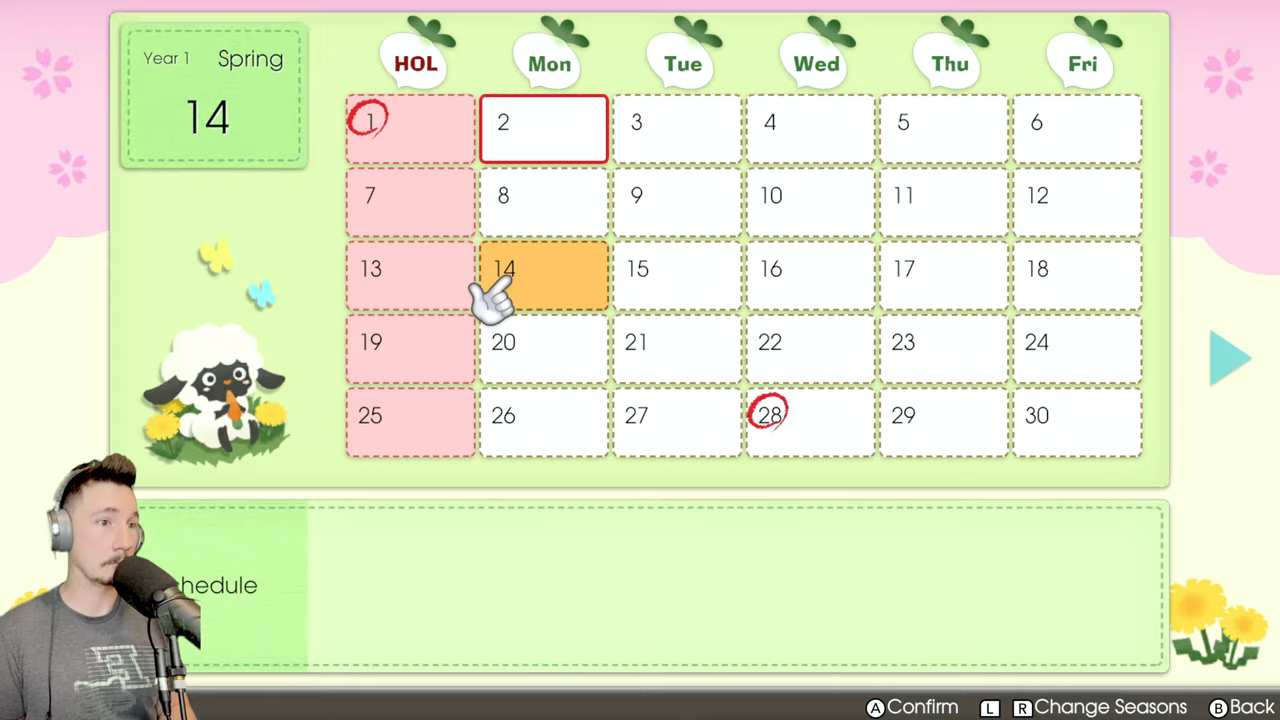 Year 1 Spring
14
HOL Mon Tue Wed Thu Fri
1 2 3 4 5 6
7 8 9 10 11 12
13 14 15 16 17 18
19 20 21 22 23 24
25 26 27 28 29 30
hedule
A Confirm L R Change Seasons B Back